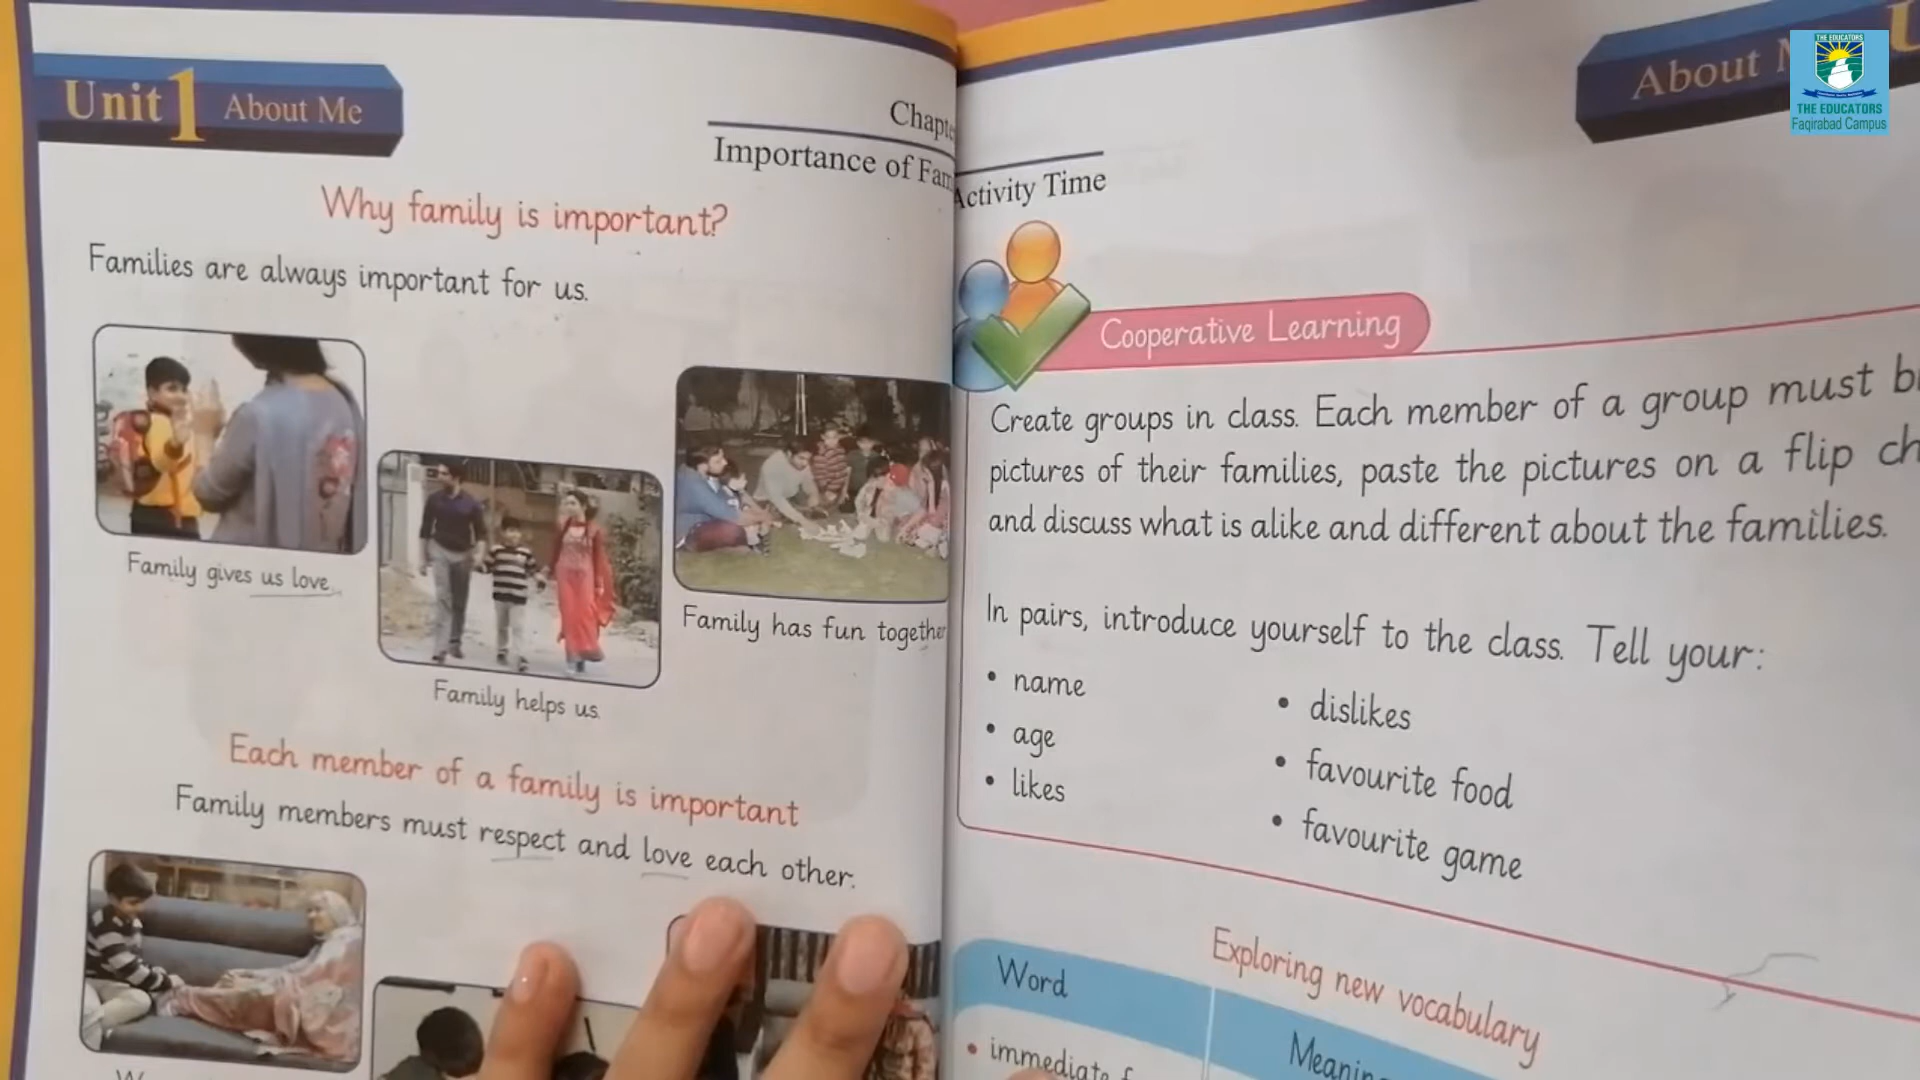 Unit 1 About Me
Importance of
Why family is important?
Families are always important for us.
Family gives us love.
Family helps us.
Family has fun together
Each member of a family is important
Family members must respect and love each other.
About
THE EDUCATORS
THE EDUCATORS
Faqirabad Campus
Activity Time
Cooperative Learning
Create groups in class. Each member of a group must
pictures of their families, paste the pictures on a flip
and discuss what is alike and different about the families.
In pairs, introduce yourself to the class. Tell your:
• name
• age
• likes
• dislikes
• favourite food
• favourite game
Exploring new vocabulary
Word
• immediate